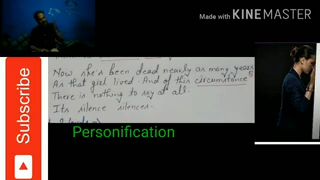 Made with KINEMASTER
Subscribe
Now she's been dead nearly as many years
As that girl lived. And of this circumstance
There is nothing to say at all.
Its silence silences.
Personification